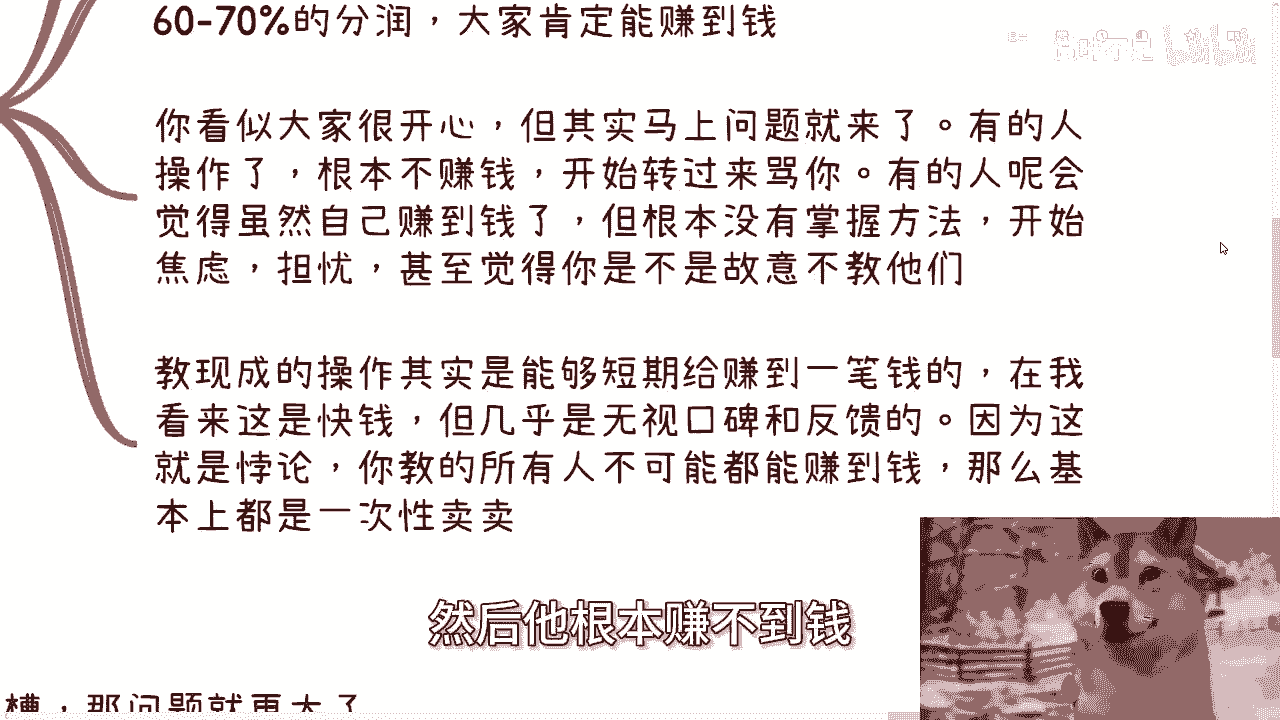 60-70%的分润，大家肯定能赚到钱
你看似大家很开心，但其实马上问题就来了。有的人
操作了，根本不赚钱，开始转过来骂你。有的人呢会
觉得虽然自己赚到钱了，但根本没有掌握方法，开始
焦虑，担忧，甚至觉得你是不是故意不教他们
教现成的操作其实是能够短期给赚到一笔钱的，在我
看来这是快钱，但几乎是无视口碑和反馈的。因为这
就是悖论，你教的所有人不可能都能赚到钱，那么基
本上都是一次性卖卖
然后他根本赚不到钱
槽，那问题就更大了